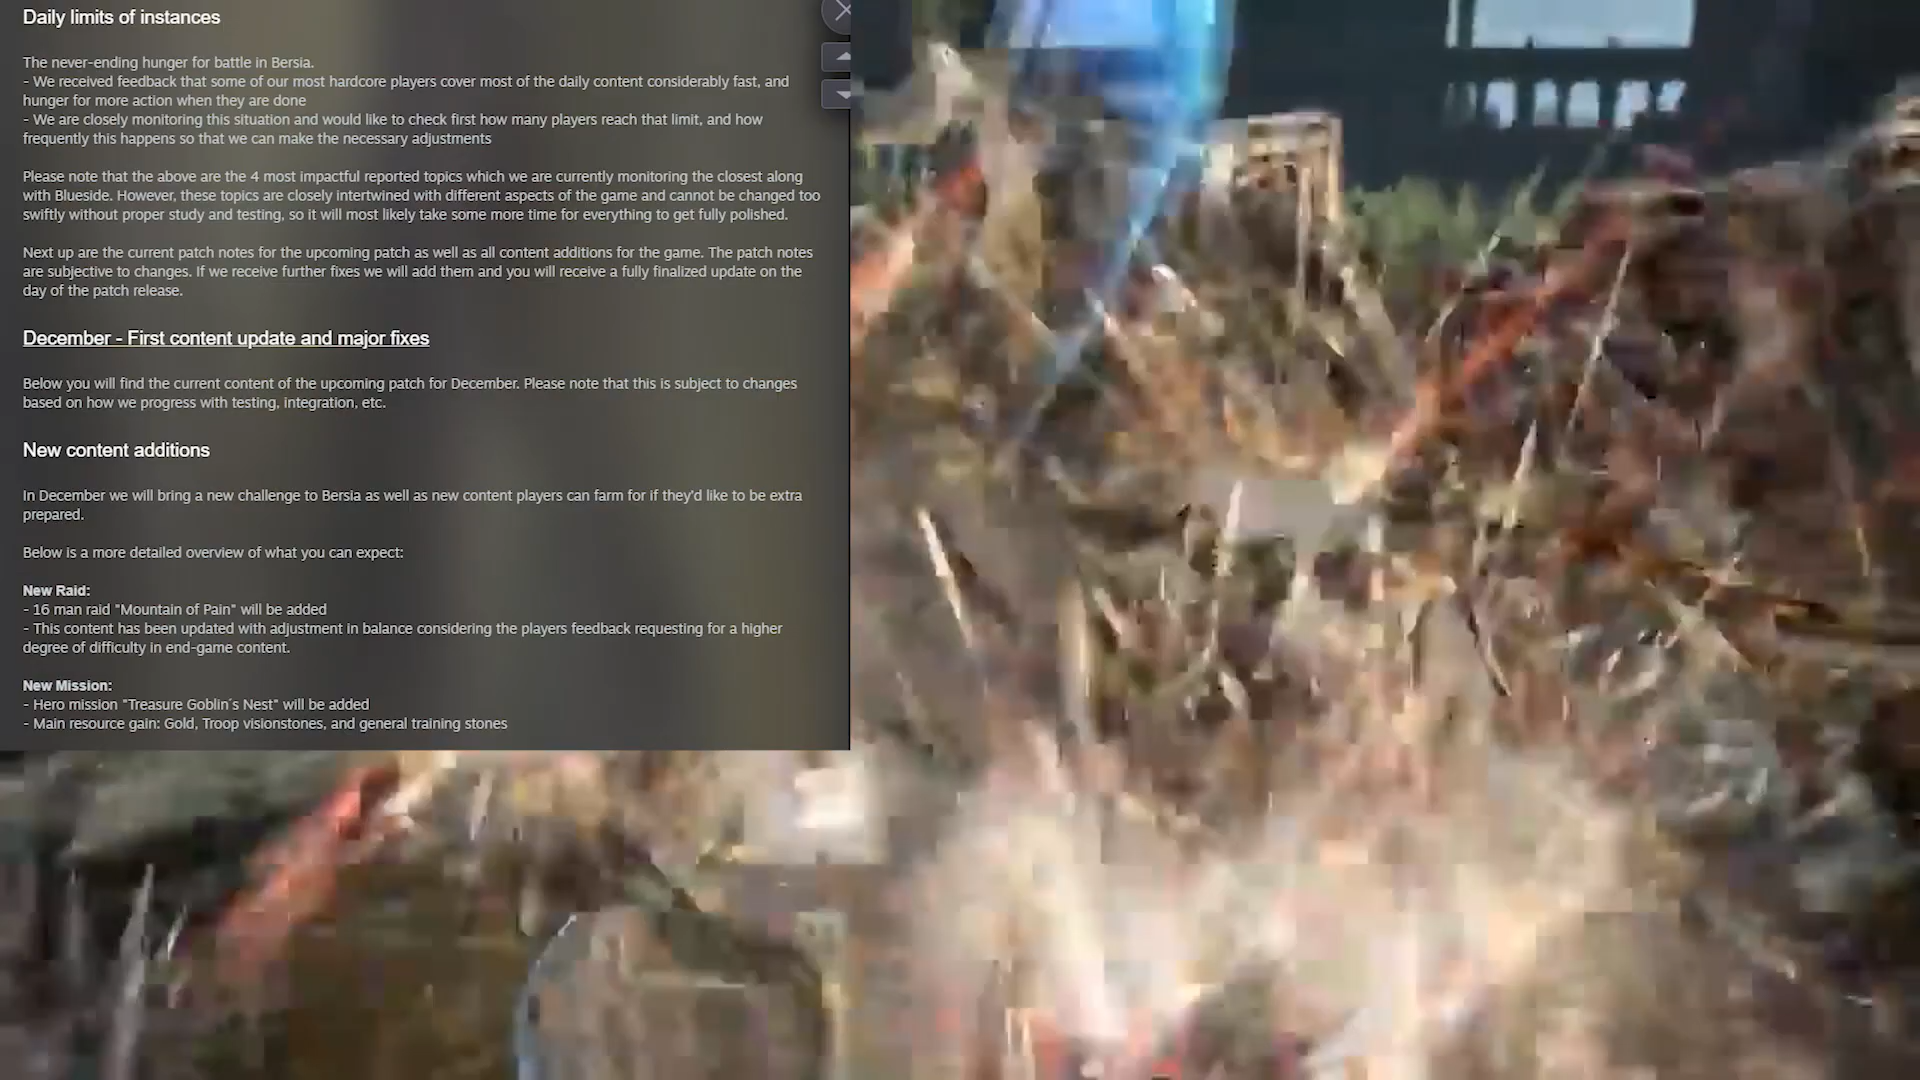 Daily limits of instances
The never-ending hunger for battle in Bersia.
- We received feedback that some of our most hardcore players cover most of the daily content considerably fast, and
hunger for more action when they are done
- We are closely monitoring this situation and would like to check first how many players reach that limit, and how
frequently this happens so that we can make the necessary adjustments
Please note that the above are the 4 most impactful reported topics which we are currently monitoring the closest along
with Blueside. However, these topics are closely intertwined with different aspects of the game and cannot be changed too
swiftly without proper study and testing, so it will most likely take some more time for everything to get fully polished.
Next up are the current patch notes for the upcoming patch as well as all content additions for the game. The patch notes
are subjective to changes. If we receive further fixes we will add them and you will receive a fully finalized update on the
day of the patch release.
December - First content update and major fixes
Below you will find the current content of the upcoming patch for December. Please note that this is subject to changes
based on how we progress with testing, integration, etc.
New content additions
In December we will bring a new challenge to Bersia as well as new content players can farm for if they'd like to be extra
prepared.
Below is a more detailed overview of what you can expect:
New Raid:
- 16 man raid "Mountain of Pain" will be added
- This content has been updated with adjustment in balance considering the players feedback requesting for a higher
degree of difficulty in end-game content.
New Mission:
- Hero mission "Treasure Goblin´s Nest" will be added
- Main resource gain: Gold, Troop visionstones, and general training stones